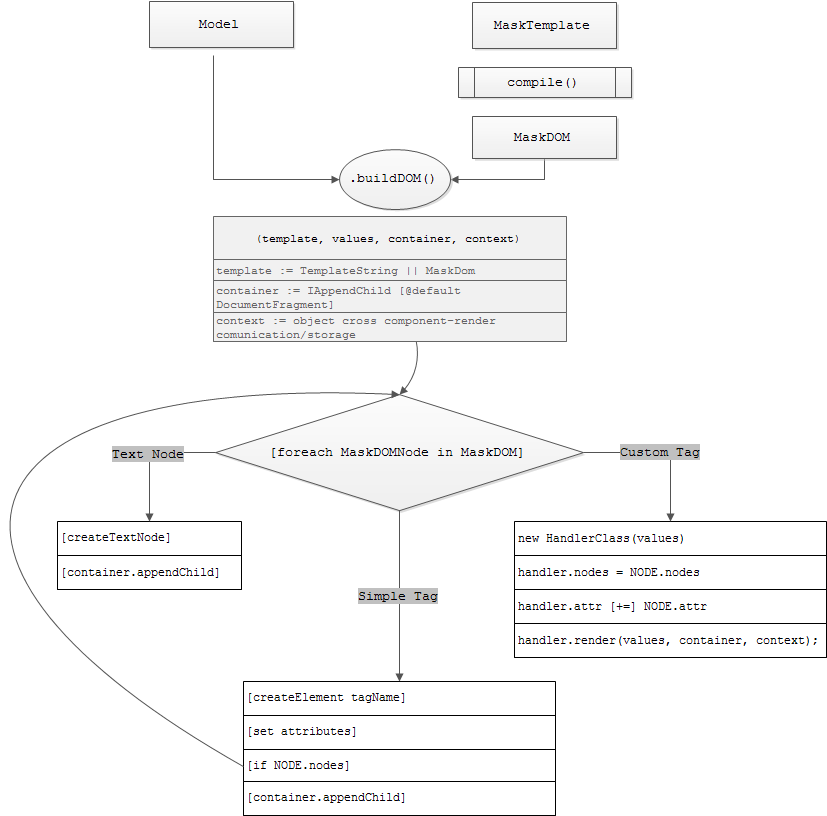 Model
MaskTemplate
compile()
MaskDOM
.buildDOM()
(template, values, container, context)
template := TemplateString || MaskDom
container := IAppendChild [@default
DocumentFragment]
context := object cross component-render
comunication/storage
[foreach MaskDOMNode in MaskDOM]
Text Node
Custom Tag
[createTextNode]
[container.appendChild]
new HandlerClass(values)
handler.nodes = NODE.nodes
handler.attr [+=] NODE.attr
handler.render(values, container, context);
Simple Tag
[createElement tagName]
[set attributes]
[if NODE.nodes]
[container.appendChild]